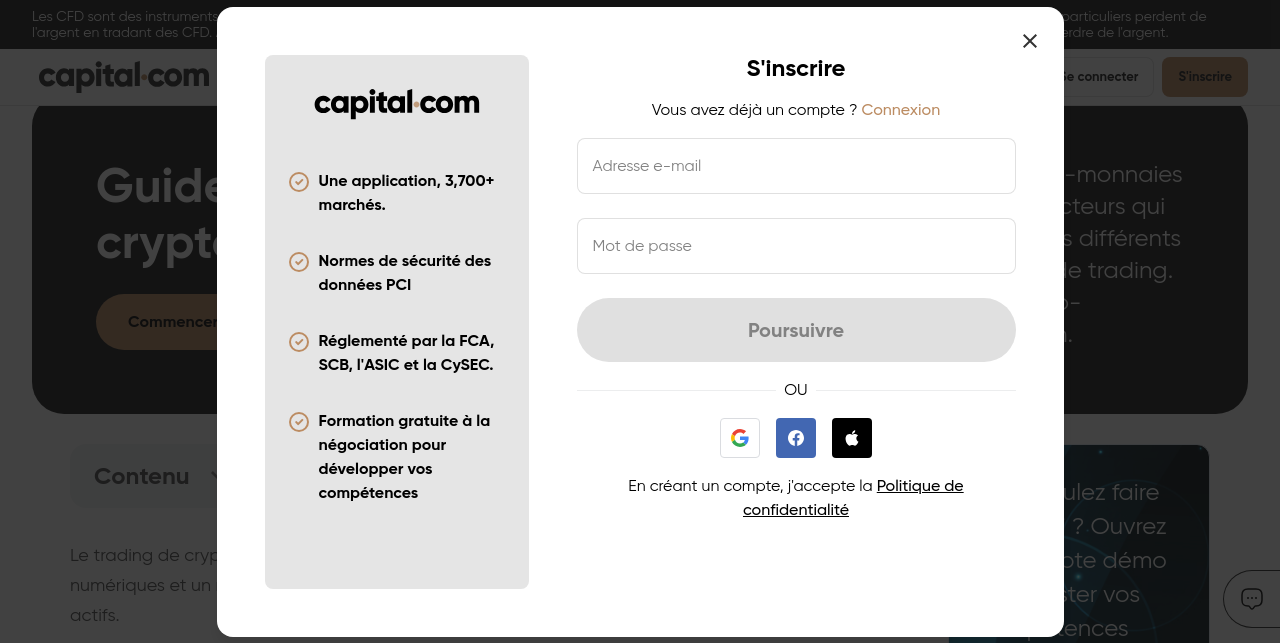 Les CFD sont des instruments
particuliers perdent de
l'argent en tradant des CFD.
perdre de l'argent.
capital.com
Se connecter
S'inscrire
Guide
crypto
Commencer
-monnaies
cteurs qui
s différents
de trading.
Contenu
Le trading de cryp
numériques et un
actifs.
ulez faire
? Ouvrez
pte démo
ster vos
tences
capital.com
Une application, 3,700+
marchés.
Normes de sécurité des
données PCI
Réglementé par la FCA,
SCB, l'ASIC et la CySEC.
Formation gratuite à la
négociation pour
développer vos
compétences
S'inscrire
Vous avez déjà un compte ? Connexion
Adresse e-mail
Mot de passe
Poursuivre
OU
En créant un compte, j'accepte la Politique de
confidentialité